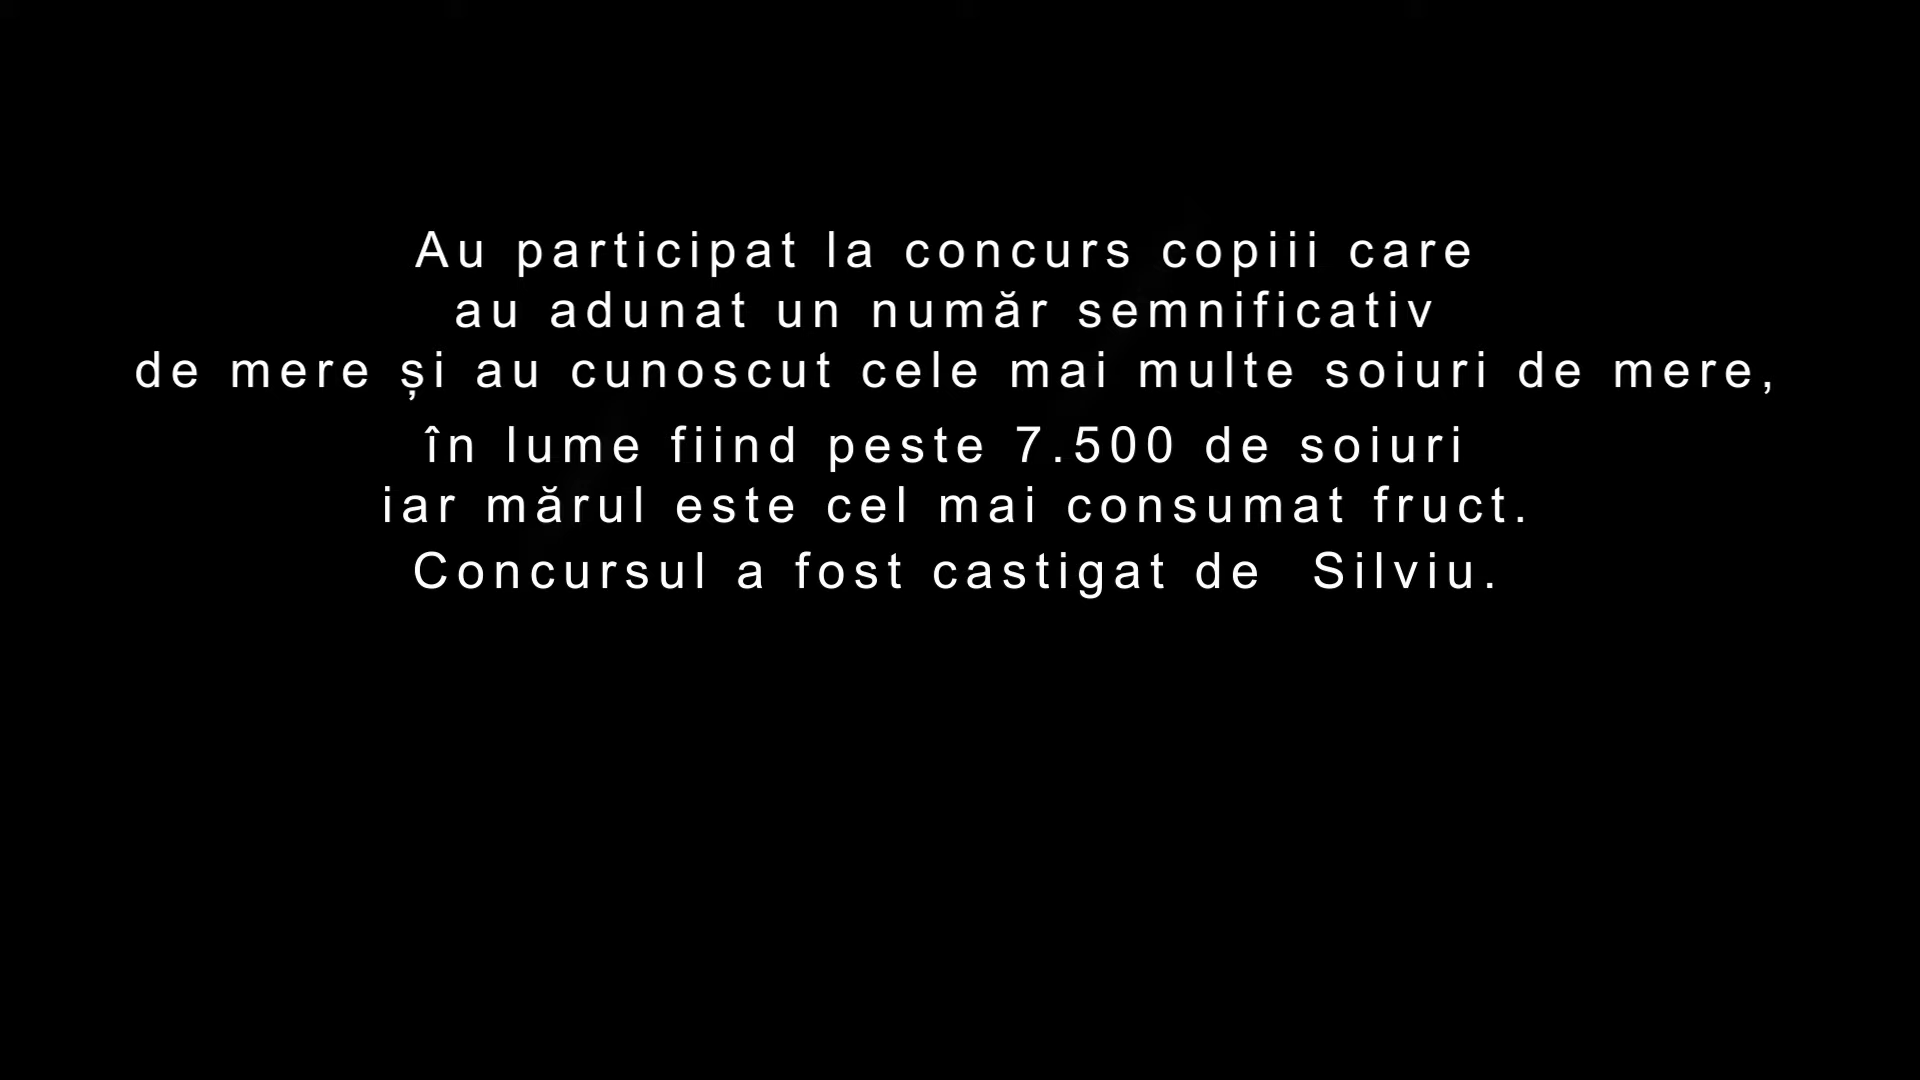 Au participat la concurs copiii care
au adunat un număr semnificativ
de mere și au cunoscut cele mai multe soiuri de mere,
în lume fiind peste 7.500 de soiuri
iar mărul este cel mai consumat fruct.
Concursul a fost castigat de  Silviu.